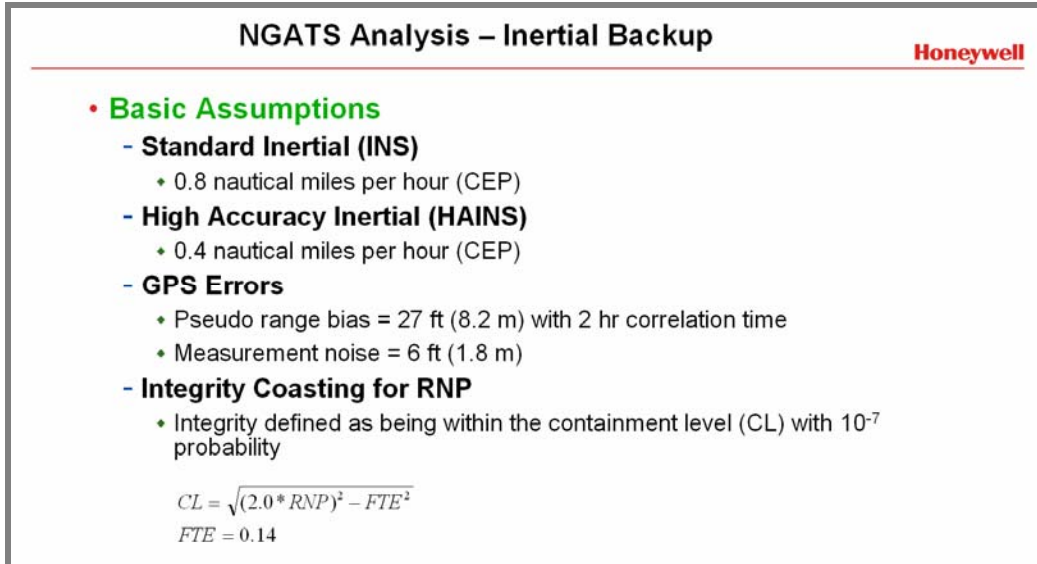 NGATS Analysis – Inertial Backup
Honeywell
• Basic Assumptions
- Standard Inertial (INS)
◆ 0.8 nautical miles per hour (CEP)
- High Accuracy Inertial (HAINS)
◆ 0.4 nautical miles per hour (CEP)
- GPS Errors
◆ Pseudo range bias = 27 ft (8.2 m) with 2 hr correlation time
◆ Measurement noise = 6 ft (1.8 m)
- Integrity Coasting for RNP
◆ Integrity defined as being within the containment level (CL) with 10⁻⁷
probability
CL = √((2.0 * RNP)² − FTE²)
FTE = 0.14